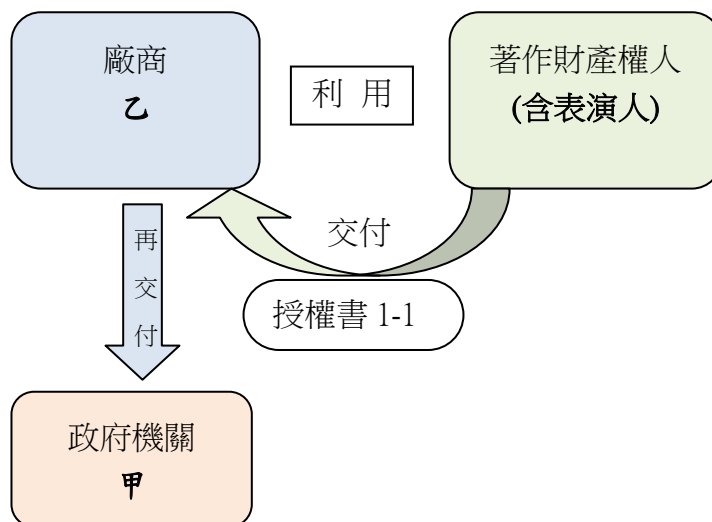 廠商
乙
利 用
著作財產權人
(含表演人)
交付
授權書 1-1
再
交
付
政府機關
甲